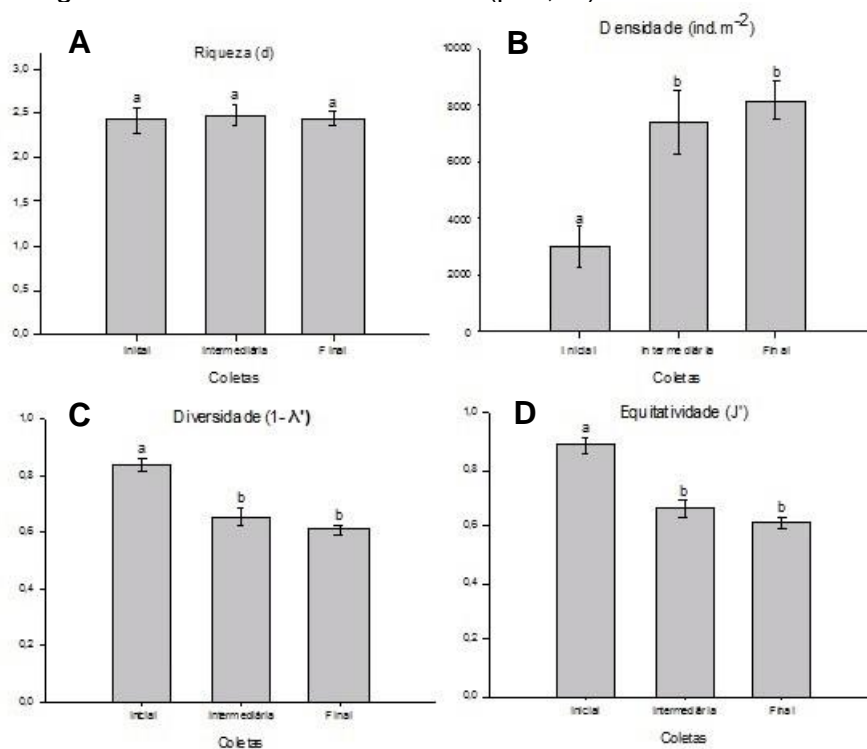 A
Riqueza (d)
3,0
2,5
2,0
1,5
1,0
0,5
0,0
a
a
a
Inicial
Intermediária
Final
Coletas
B
Densidade (ind.m-2)
10000
8000
6000
4000
2000
0
a
b
b
Inicial
Intermediária
Final
Coletas
C
Diversidade (1-λ')
1,0
0,8
0,6
0,4
0,2
0,0
a
b
b
Inicial
Intermediária
Final
Coletas
D
Equitatividade (J')
1,0
0,8
0,6
0,4
0,2
0,0
a
b
b
Inicial
Intermediária
Final
Coletas